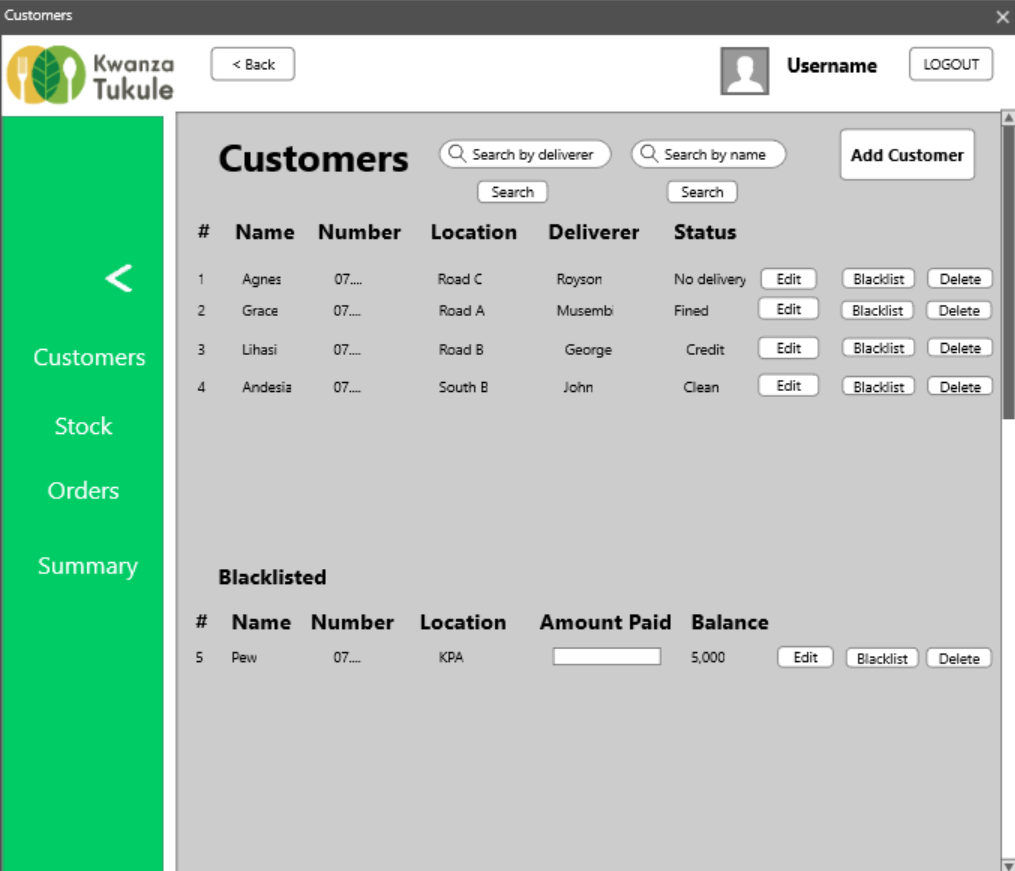 Customers
Kwanza
Tukule
< Back
Username
LOGOUT
Customers
Search by deliverer
Search by name
Add Customer
Search
Search
# Name Number Location Deliverer Status
1 Agnes 07.... Road C Royson No delivery Edit Blacklist Delete
2 Grace 07.... Road A Musembi Fined Edit Blacklist Delete
3 Lihasi 07.... Road B George Credit Edit Blacklist Delete
4 Andesia 07.... South B John Clean Edit Blacklist Delete
Customers
Stock
Orders
Summary
Blacklisted
# Name Number Location Amount Paid Balance
5 Pew 07.... KPA 5,000 Edit Blacklist Delete